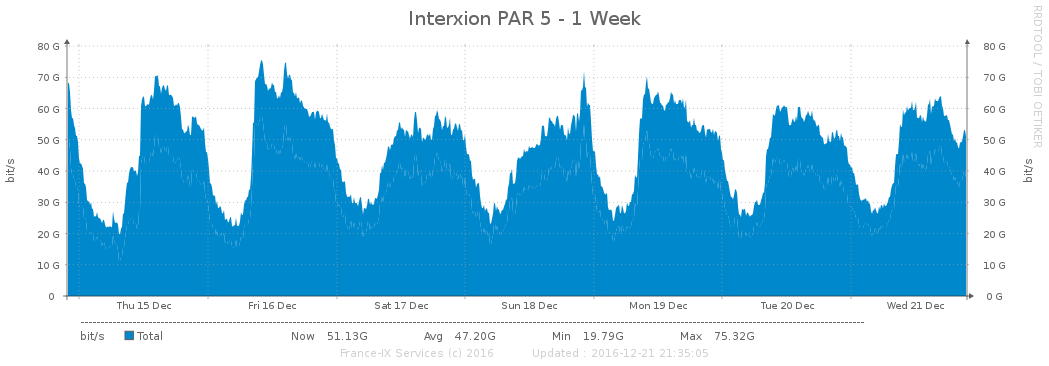 Interxion PAR 5 - 1 Week
RRDTOOL / TOBI OETIKER
80 G 80 G
70 G 70 G
60 G 60 G
50 G 50 G
40 G 40 G
30 G 30 G
20 G 20 G
10 G 10 G
0 0 G
bit/s
bit/s
Thu 15 Dec Fri 16 Dec Sat 17 Dec Sun 18 Dec Mon 19 Dec Tue 20 Dec Wed 21 Dec
bit/s Total Now 51.13G Avg 47.20G Min 19.79G Max 75.32G
France-IX Services (c) 2016 Updated : 2016-12-21 21:35:05